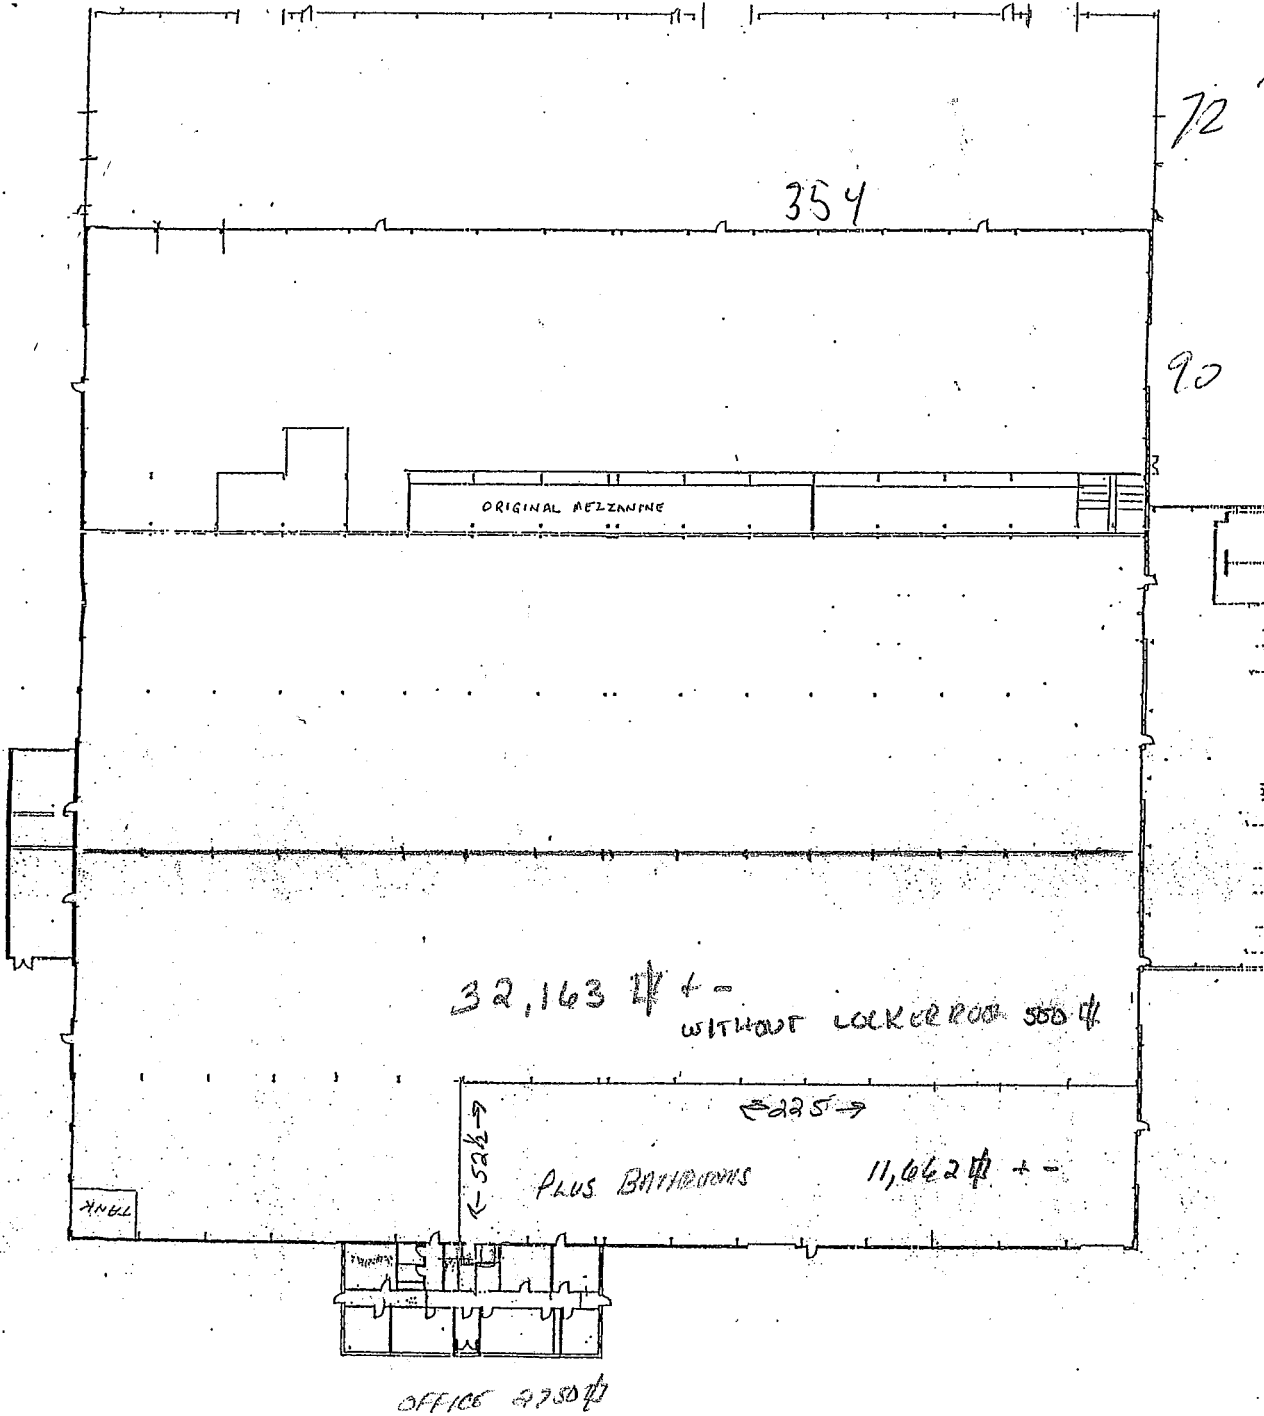 72
354
90
ORIGINAL MEZZANINE
32,163 ⌗ + -
WITHOUT LOCKER ROOM 550 ⌗
← 225 →
← 52½ →
PLUS BATHROOMS
11,662 ⌗ + -
TANK
OFFICE 2750 ⌗